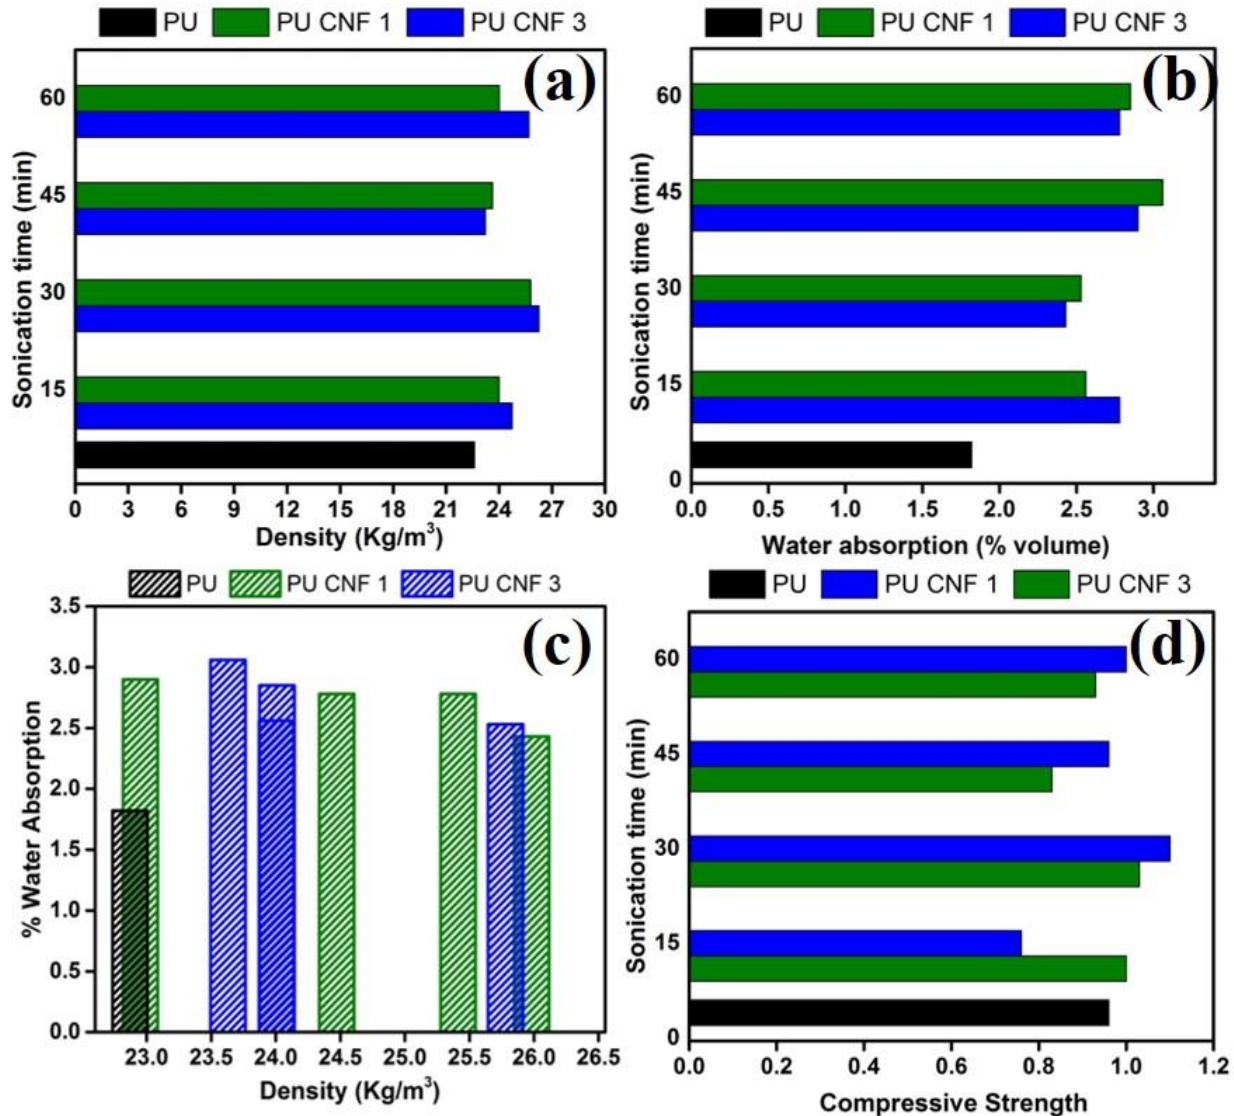 PU PU CNF 1 PU CNF 3
(a)
Sonication time (min)
60
45
30
15
0 3 6 9 12 15 18 21 24 27 30
Density (Kg/m³)
PU PU CNF 1 PU CNF 3
(b)
Sonication time (min)
60
45
30
15
0
0.0 0.5 1.0 1.5 2.0 2.5 3.0
Water absorption (% volume)
PU PU CNF 1 PU CNF 3
(c)
% Water Absorption
3.5
3.0
2.5
2.0
1.5
1.0
0.5
0.0
23.0 23.5 24.0 24.5 25.0 25.5 26.0 26.5
Density (Kg/m³)
PU PU CNF 1 PU CNF 3
(d)
Sonication time (min)
60
45
30
15
0
0.0 0.2 0.4 0.6 0.8 1.0 1.2
Compressive Strength